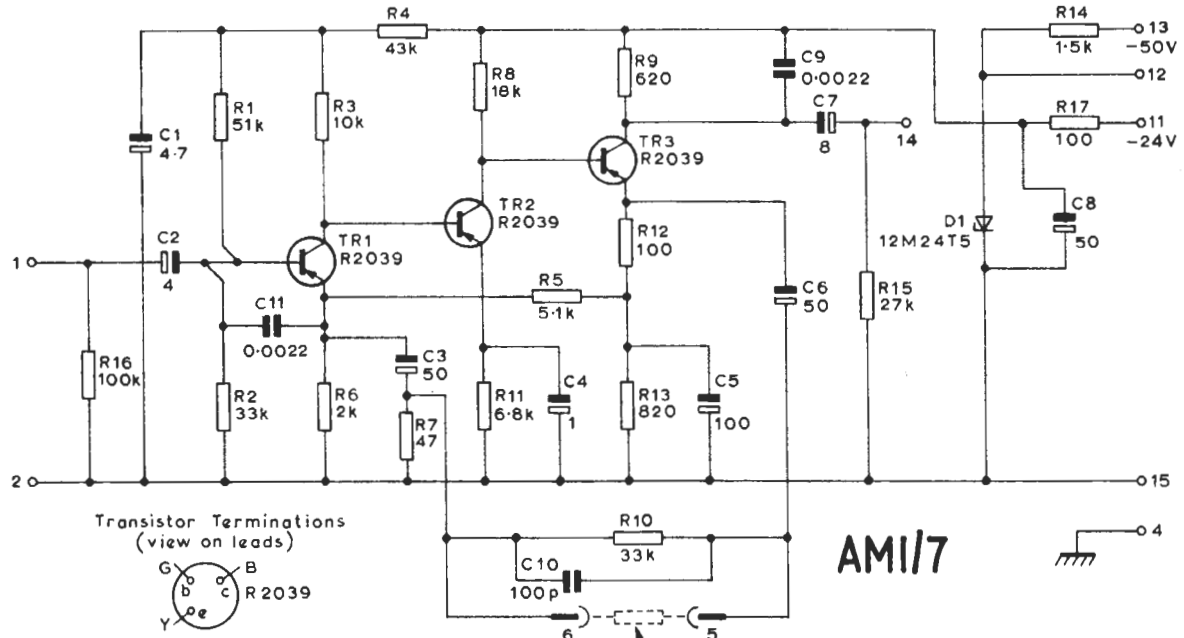 R4
43k
R14
1.5k
13
-50V
12
R8
18k
R9
620
C9
0.0022
C7
8
14
R17
100
11
-24V
R1
51k
R3
10k
C1
4·7
TR3
R2039
TR2
R2039
D1
12M24T5
C8
50
1
C2
4
TR1
R2039
R12
100
R5
5·1k
C6
50
R15
27k
C11
0·0022
R16
100k
R2
33k
R6
2k
C3
50
R7
47
R11
6·8k
C4
1
R13
820
C5
100
2
15
Transistor Terminations
(view on leads)
G
B
b
c
e
Y
R2039
R10
33k
C10
100p
6
5
AM1/7
4